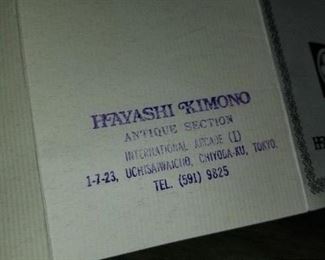 HAYASHI KIMONO
ANTIQUE SECTION
INTERNATIONAL ARCADE (I)
1-7-23, UCHISAIWAICHO, CHIYODA-KU, TOKYO.
TEL. (591) 9825